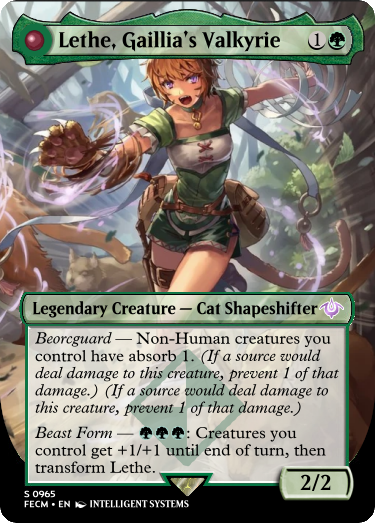 Lethe, Gaillia's Valkyrie 1
Legendary Creature — Cat Shapeshifter
Beorcguard — Non-Human creatures you
control have absorb 1. (If a source would
deal damage to this creature, prevent 1 of that
damage.) (If a source would deal damage to
this creature, prevent 1 of that damage.)
Beast Form — : Creatures you
control get +1/+1 until end of turn, then
transform Lethe.
2/2
S 0965
FECM • EN INTELLIGENT SYSTEMS